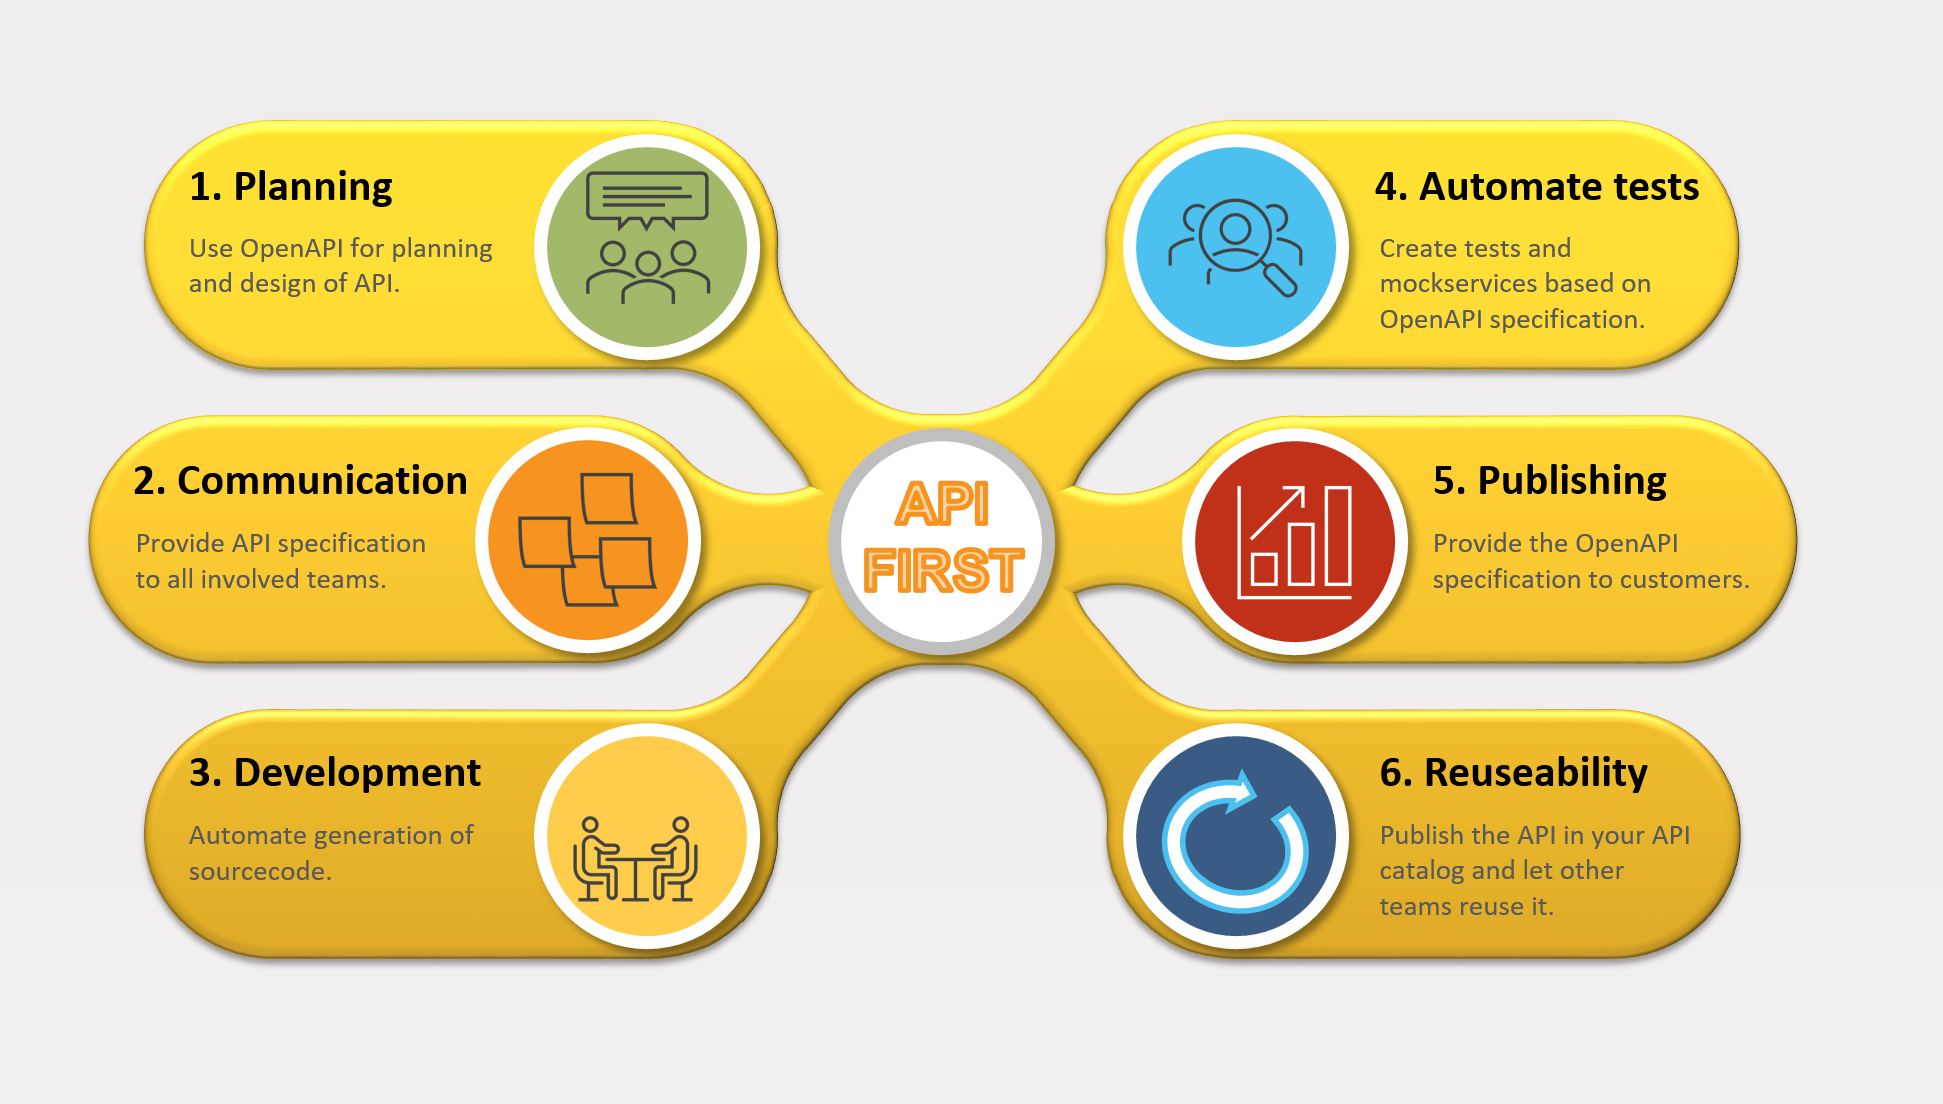 1. Planning
Use OpenAPI for planning
and design of API.
2. Communication
Provide API specification
to all involved teams.
3. Development
Automate generation of
sourcecode.
API
FIRST
4. Automate tests
Create tests and
mockservices based on
OpenAPI specification.
5. Publishing
Provide the OpenAPI
specification to customers.
6. Reuseability
Publish the API in your API
catalog and let other
teams reuse it.